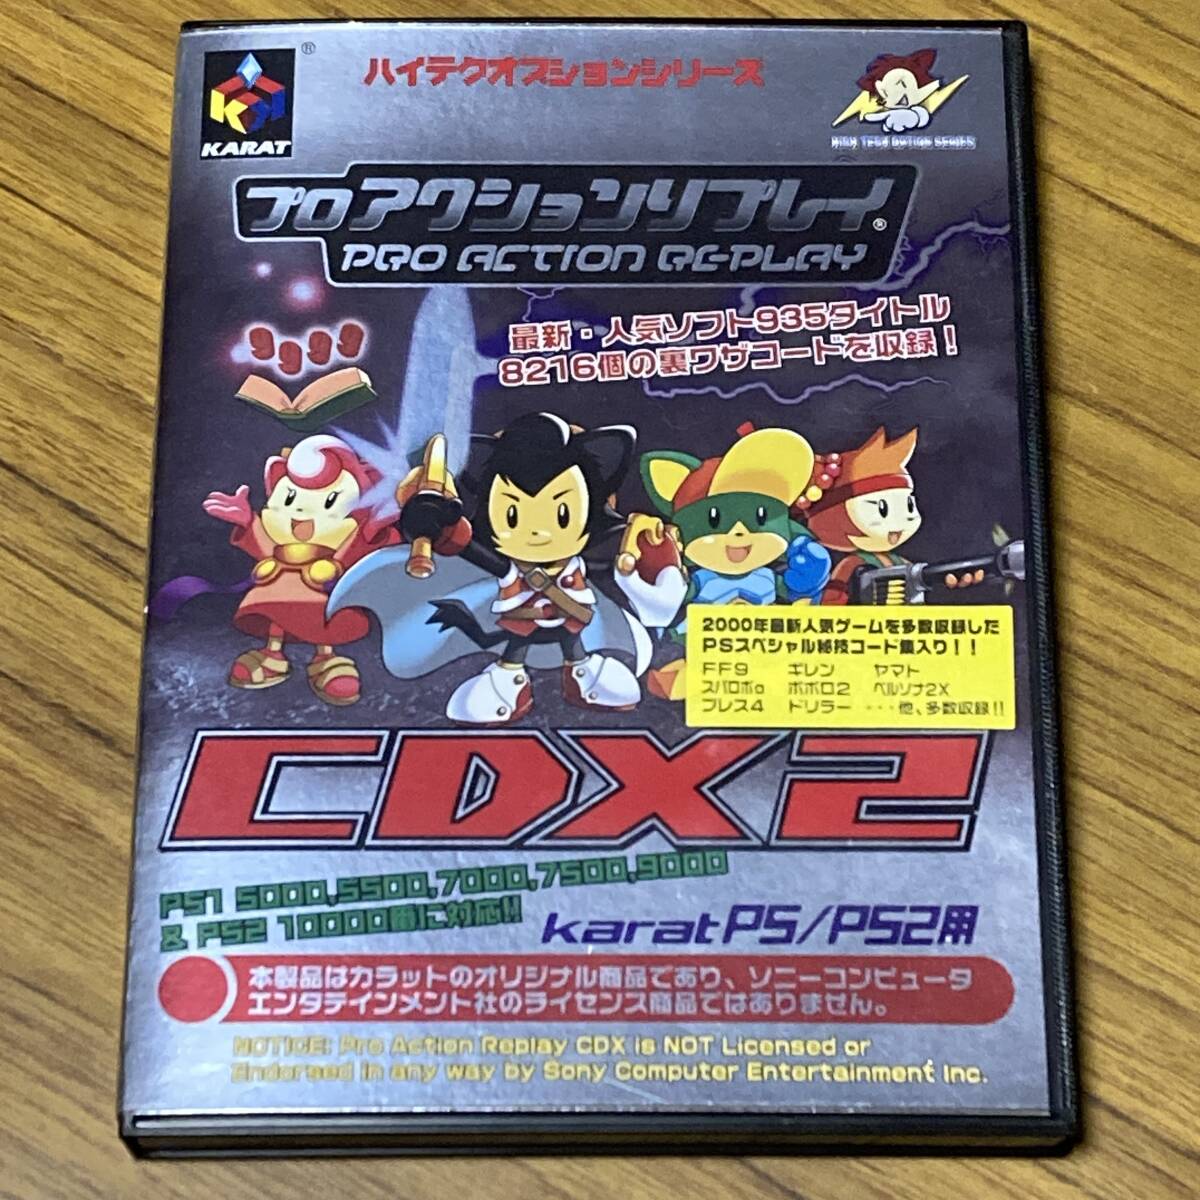 KARAT
®
ハイテクオプションシリーズ
HIGH TECH OPTION SERIES
プロアクションリプレイ®
PRO ACTION REPLAY
最新・人気ソフト935タイトル
8216個の裏ワザコードを収録!
2000年最新人気ゲームを多数収録した
PSスペシャル秘技コード集入り!!
FF9 ギレン ヤマト
スパロボα ポポロ2 ペルソナ2X
ブレス4 ドリラー ・・・他、多数収録!!
CDX2
PS1 5000,5500,7000,7500,9000
& PS2 10000番に対応!!
karat PS/PS2用
本製品はカラットのオリジナル商品であり、ソニーコンピュータ
エンタテインメント社のライセンス商品ではありません。
NOTICE: Pro Action Replay CDX is NOT Licensed or
Endorsed in any way by Sony Computer Entertainment Inc.